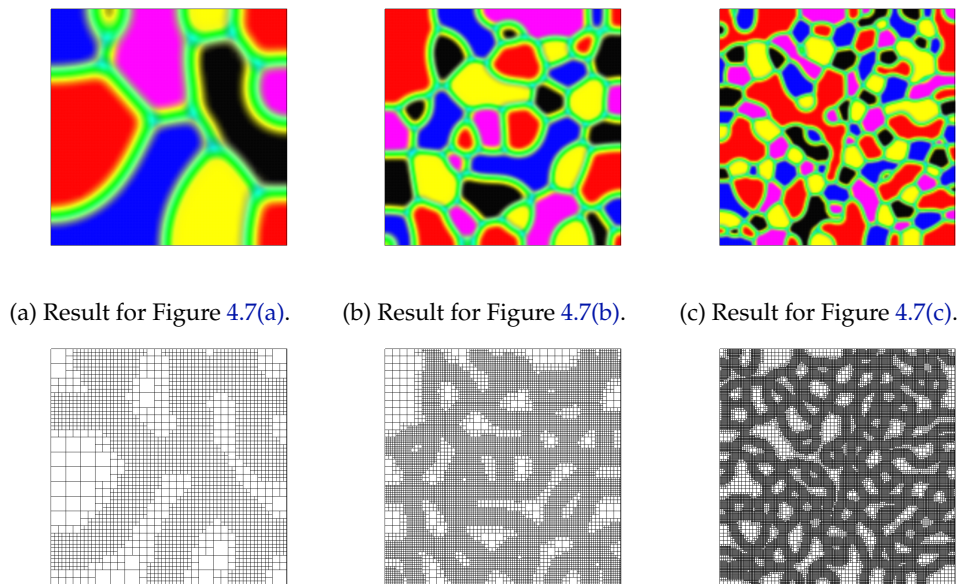 (a) Result for Figure 4.7(a).
(b) Result for Figure 4.7(b).
(c) Result for Figure 4.7(c).